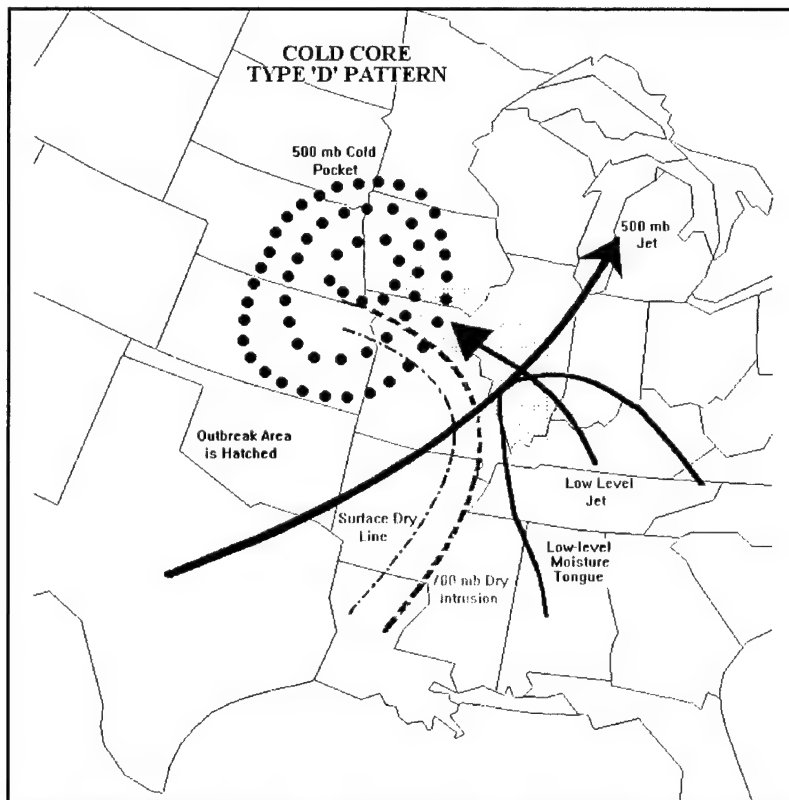 COLD CORE
TYPE 'D' PATTERN
500 mb Cold
Pocket
500 mb
Jet
Outbreak Area
is Hatched
Low Level
Jet
Surface Dry
Line
Low-level
Moisture
Tongue
700 mb Dry
Intrusion